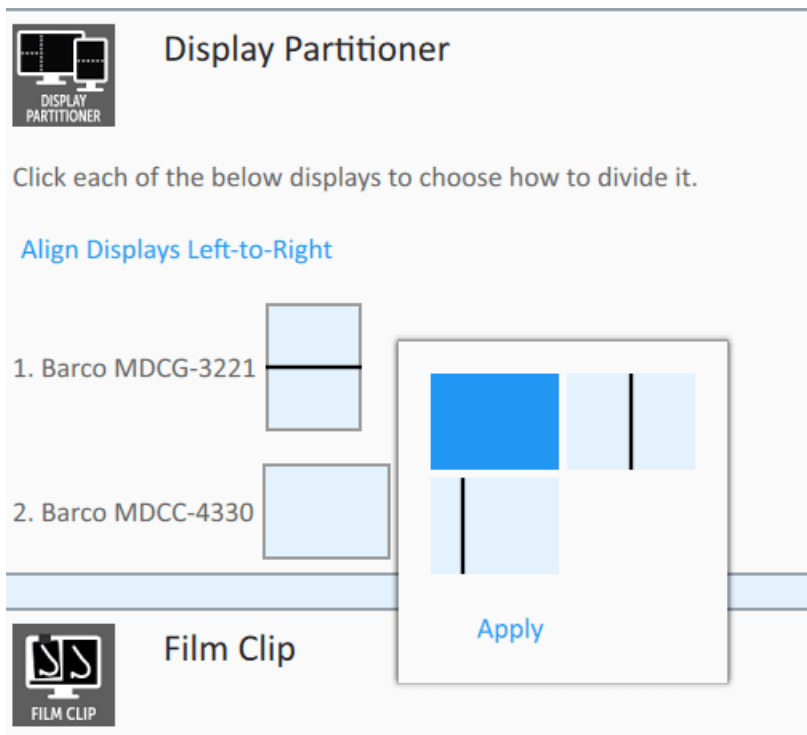 DISPLAY
PARTITIONER
Display Partitioner
Click each of the below displays to choose how to divide it.
Align Displays Left-to-Right
1. Barco MDCG-3221
2. Barco MDCC-4330
Apply
FILM CLIP
Film Clip